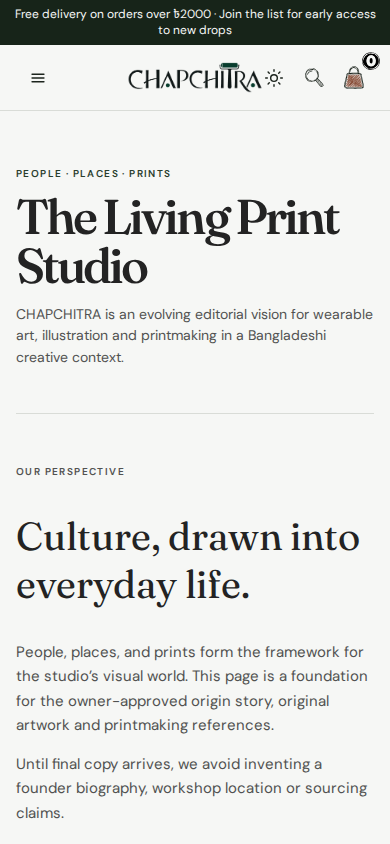 Free delivery on orders over ৳2000 · Join the list for early access
to new drops
CHAPCHITRA
0
PEOPLE · PLACES · PRINTS
The Living Print
Studio
CHAPCHITRA is an evolving editorial vision for wearable
art, illustration and printmaking in a Bangladeshi
creative context.
OUR PERSPECTIVE
Culture, drawn into
everyday life.
People, places, and prints form the framework for
the studio’s visual world. This page is a foundation
for the owner-approved origin story, original
artwork and printmaking references.
Until final copy arrives, we avoid inventing a
founder biography, workshop location or sourcing
claims.